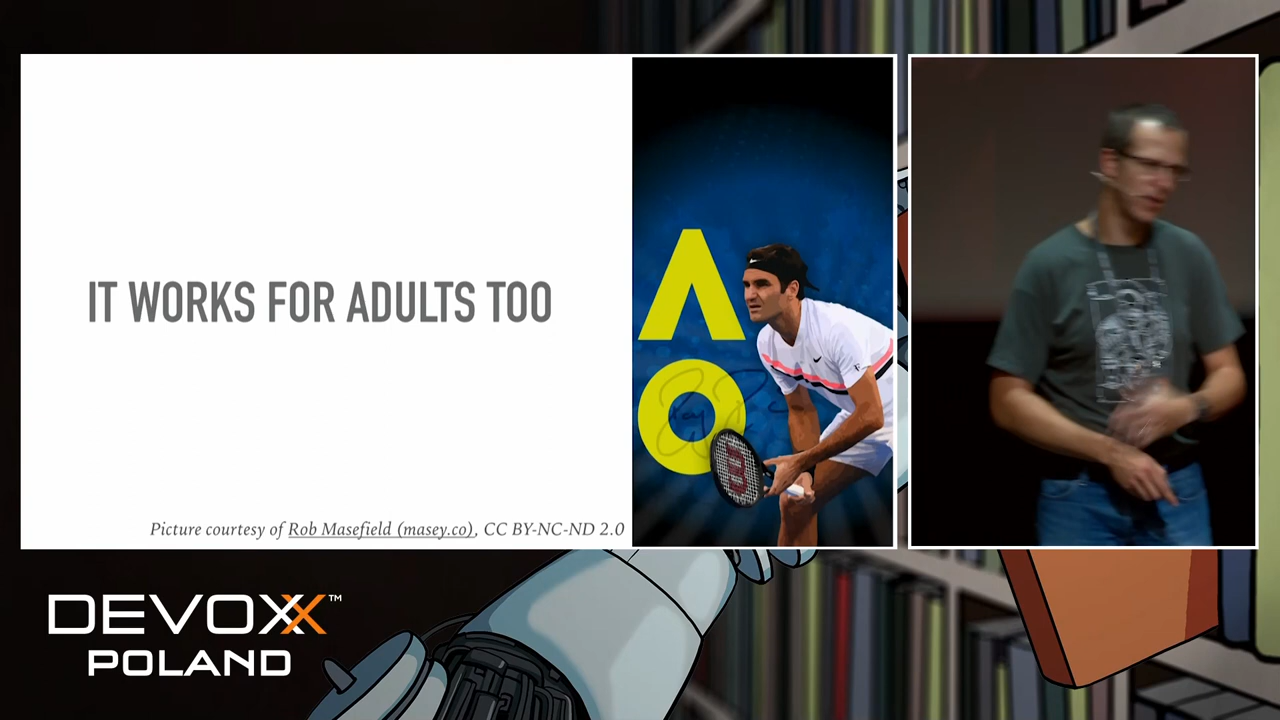 IT WORKS FOR ADULTS TOO
Picture courtesy of Rob Masefield (masey.co), CC BY-NC-ND 2.0
AO
DEVOXX™
POLAND